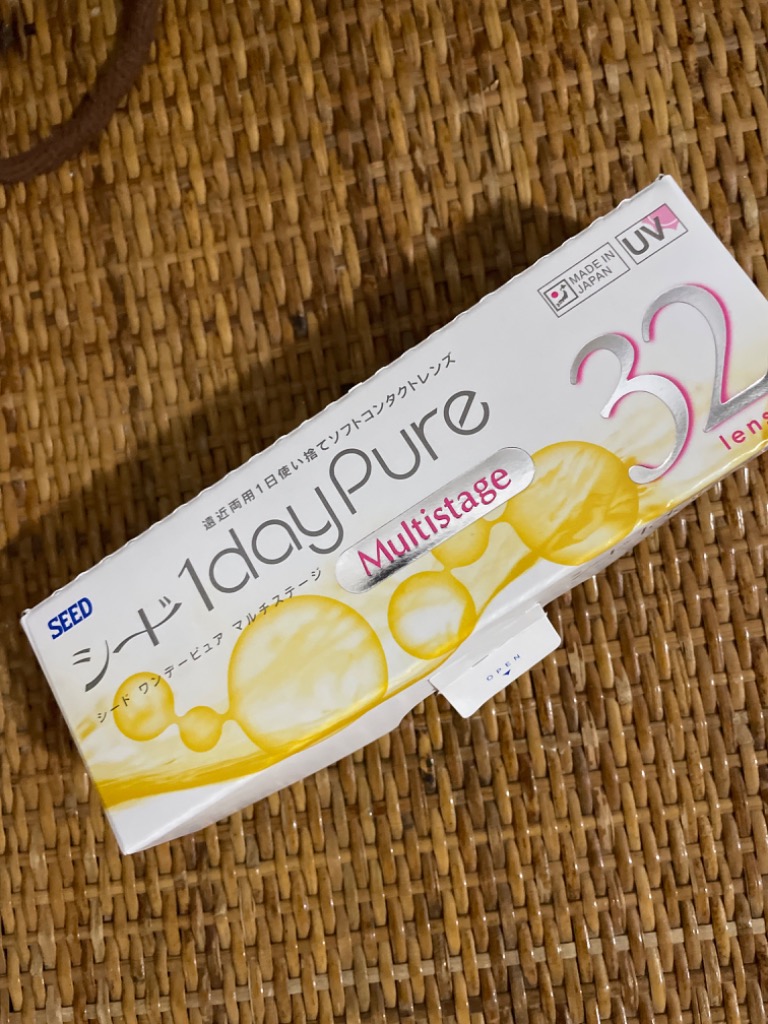 SEED
遠近両用1日使い捨てソフトコンタクトレンズ
シード 1dayPure
Multistage
シード ワンデーピュア マルチステージ
MADE IN
JAPAN
UV
32
lens
OPEN